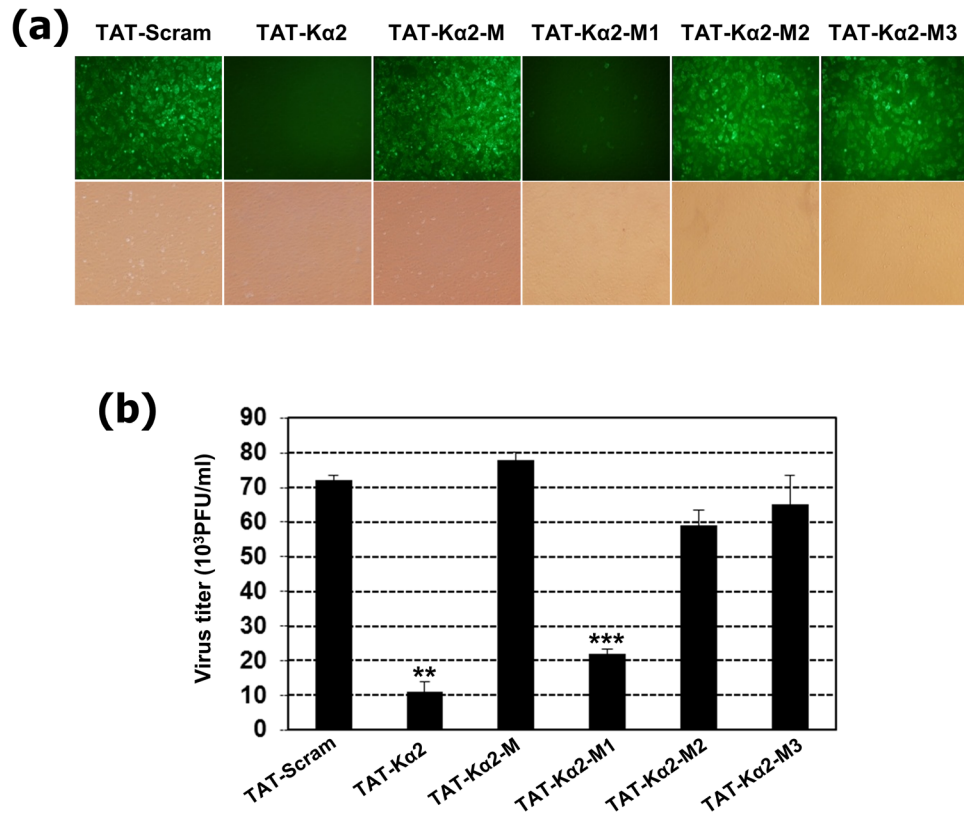 (a)
TAT-Scram TAT-Kα2 TAT-Kα2-M TAT-Kα2-M1 TAT-Kα2-M2 TAT-Kα2-M3
(b)
Virus titer (10³PFU/ml)
90
80
70
60
50
40
30
20
10
0
** ***
TAT-Scram TAT-Kα2 TAT-Kα2-M TAT-Kα2-M1 TAT-Kα2-M2 TAT-Kα2-M3